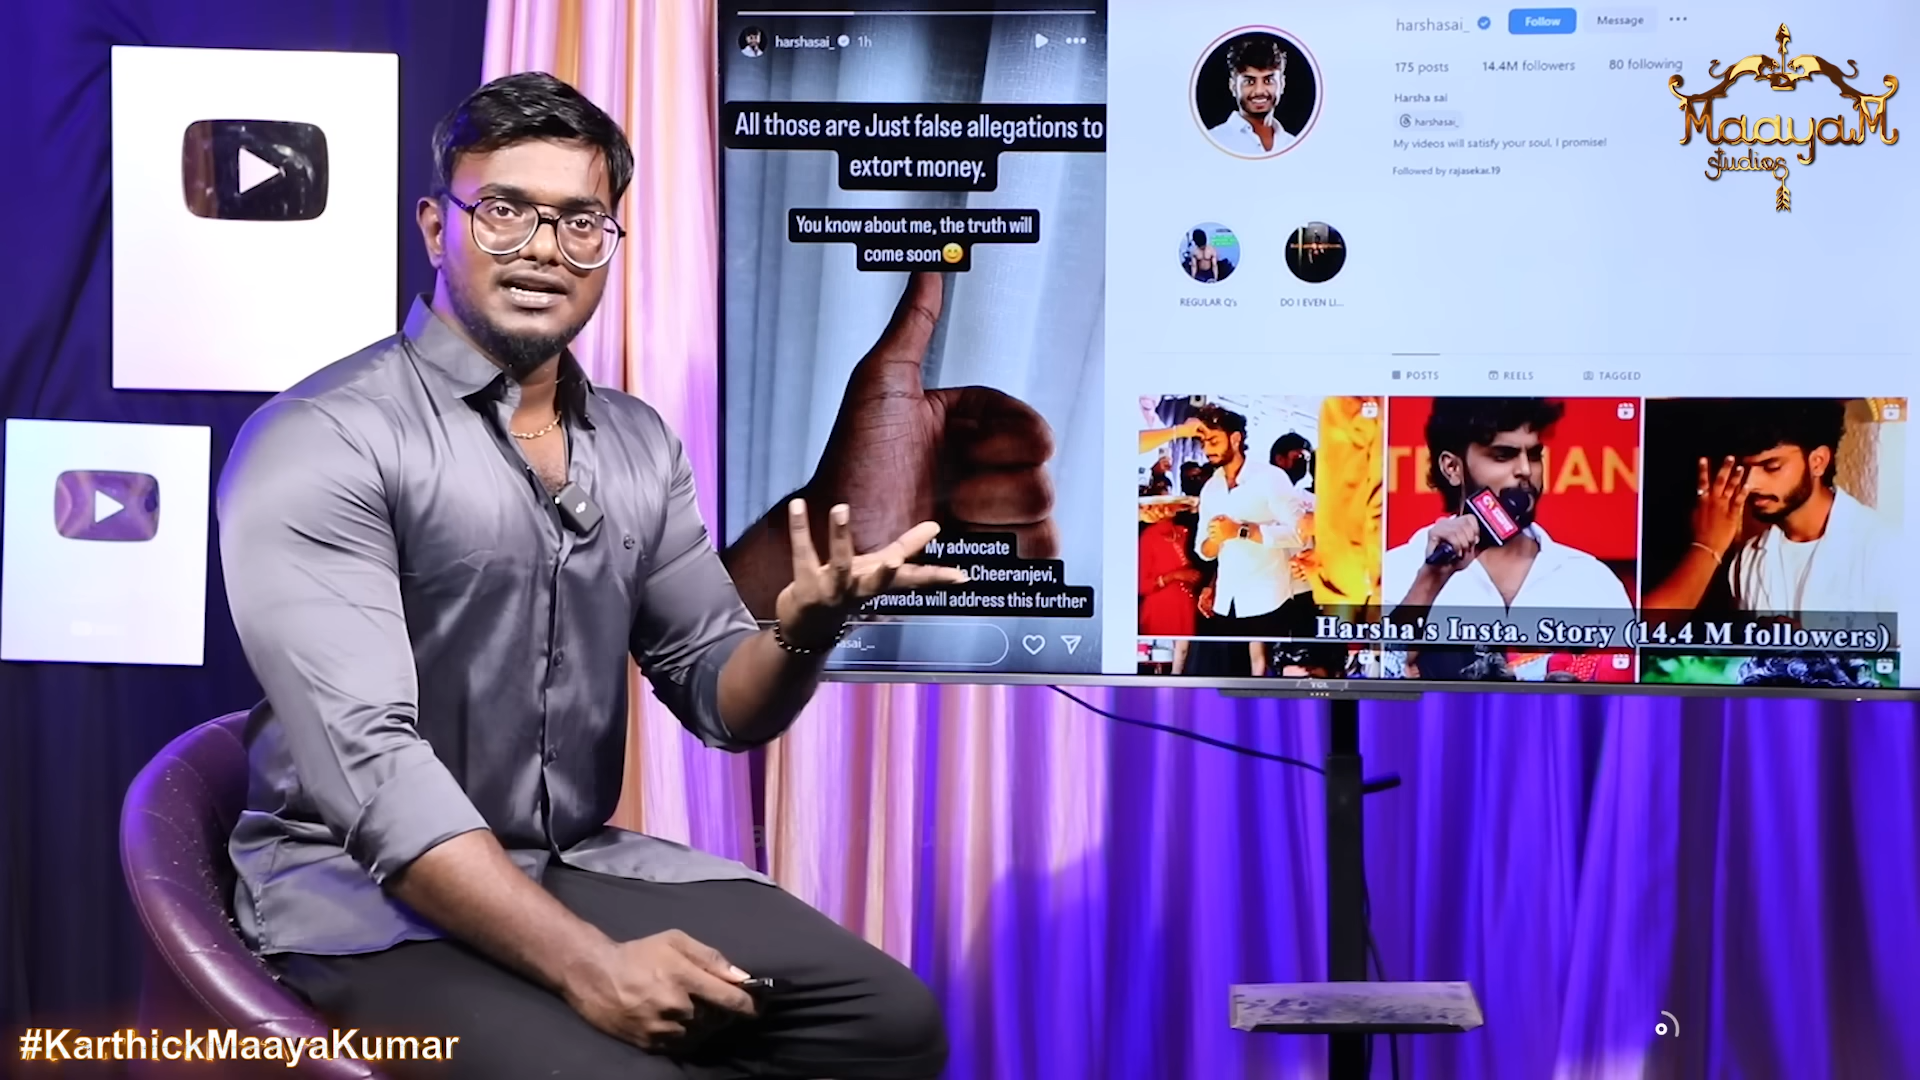 harshasai_ 1h
All those are Just false allegations to
extort money.
You know about me, the truth will
come soon😊
My advocate
Cheeranjevi,
will address this further
harshasai_ Follow Message
175 posts 14.4M followers 80 following
Harsha sai
harshasai_
My videos will satisfy your soul, I promise!
Followed by rajasekar.19
REGULAR Q's DO I EVEN LI...
POSTS REELS TAGGED
MaayaM
studios
Harsha's Insta. Story (14.4 M followers)
TCL
#KarthickMaayaKumar